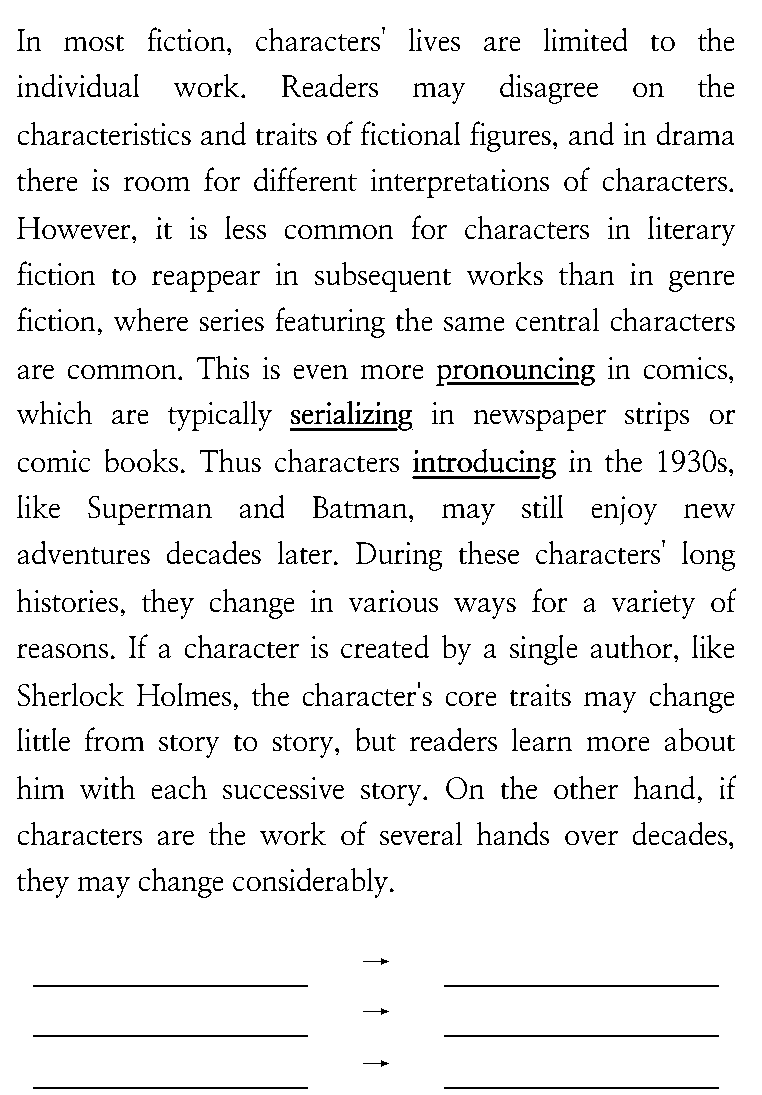 In most fiction, characters' lives are limited to the
individual work. Readers may disagree on the
characteristics and traits of fictional figures, and in drama
there is room for different interpretations of characters.
However, it is less common for characters in literary
fiction to reappear in subsequent works than in genre
fiction, where series featuring the same central characters
are common. This is even more pronouncing in comics,
which are typically serializing in newspaper strips or
comic books. Thus characters introducing in the 1930s,
like Superman and Batman, may still enjoy new
adventures decades later. During these characters' long
histories, they change in various ways for a variety of
reasons. If a character is created by a single author, like
Sherlock Holmes, the character's core traits may change
little from story to story, but readers learn more about
him with each successive story. On the other hand, if
characters are the work of several hands over decades,
they may change considerably.
→
→
→